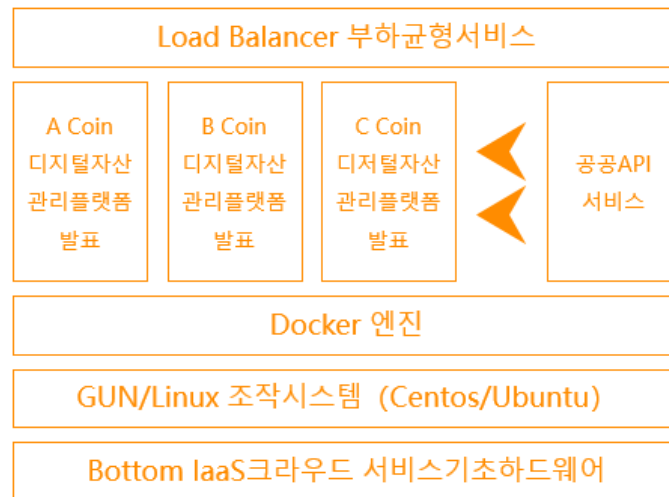 Load Balancer 부하균형서비스
A Coin
디지털자산
관리플랫폼
발표
B Coin
디지털자산
관리플랫폼
발표
C Coin
디저털자산
관리플랫폼
발표
공공API
서비스
Docker 엔진
GUN/Linux 조작시스템 (Centos/Ubuntu)
Bottom IaaS크라우드 서비스기초하드웨어